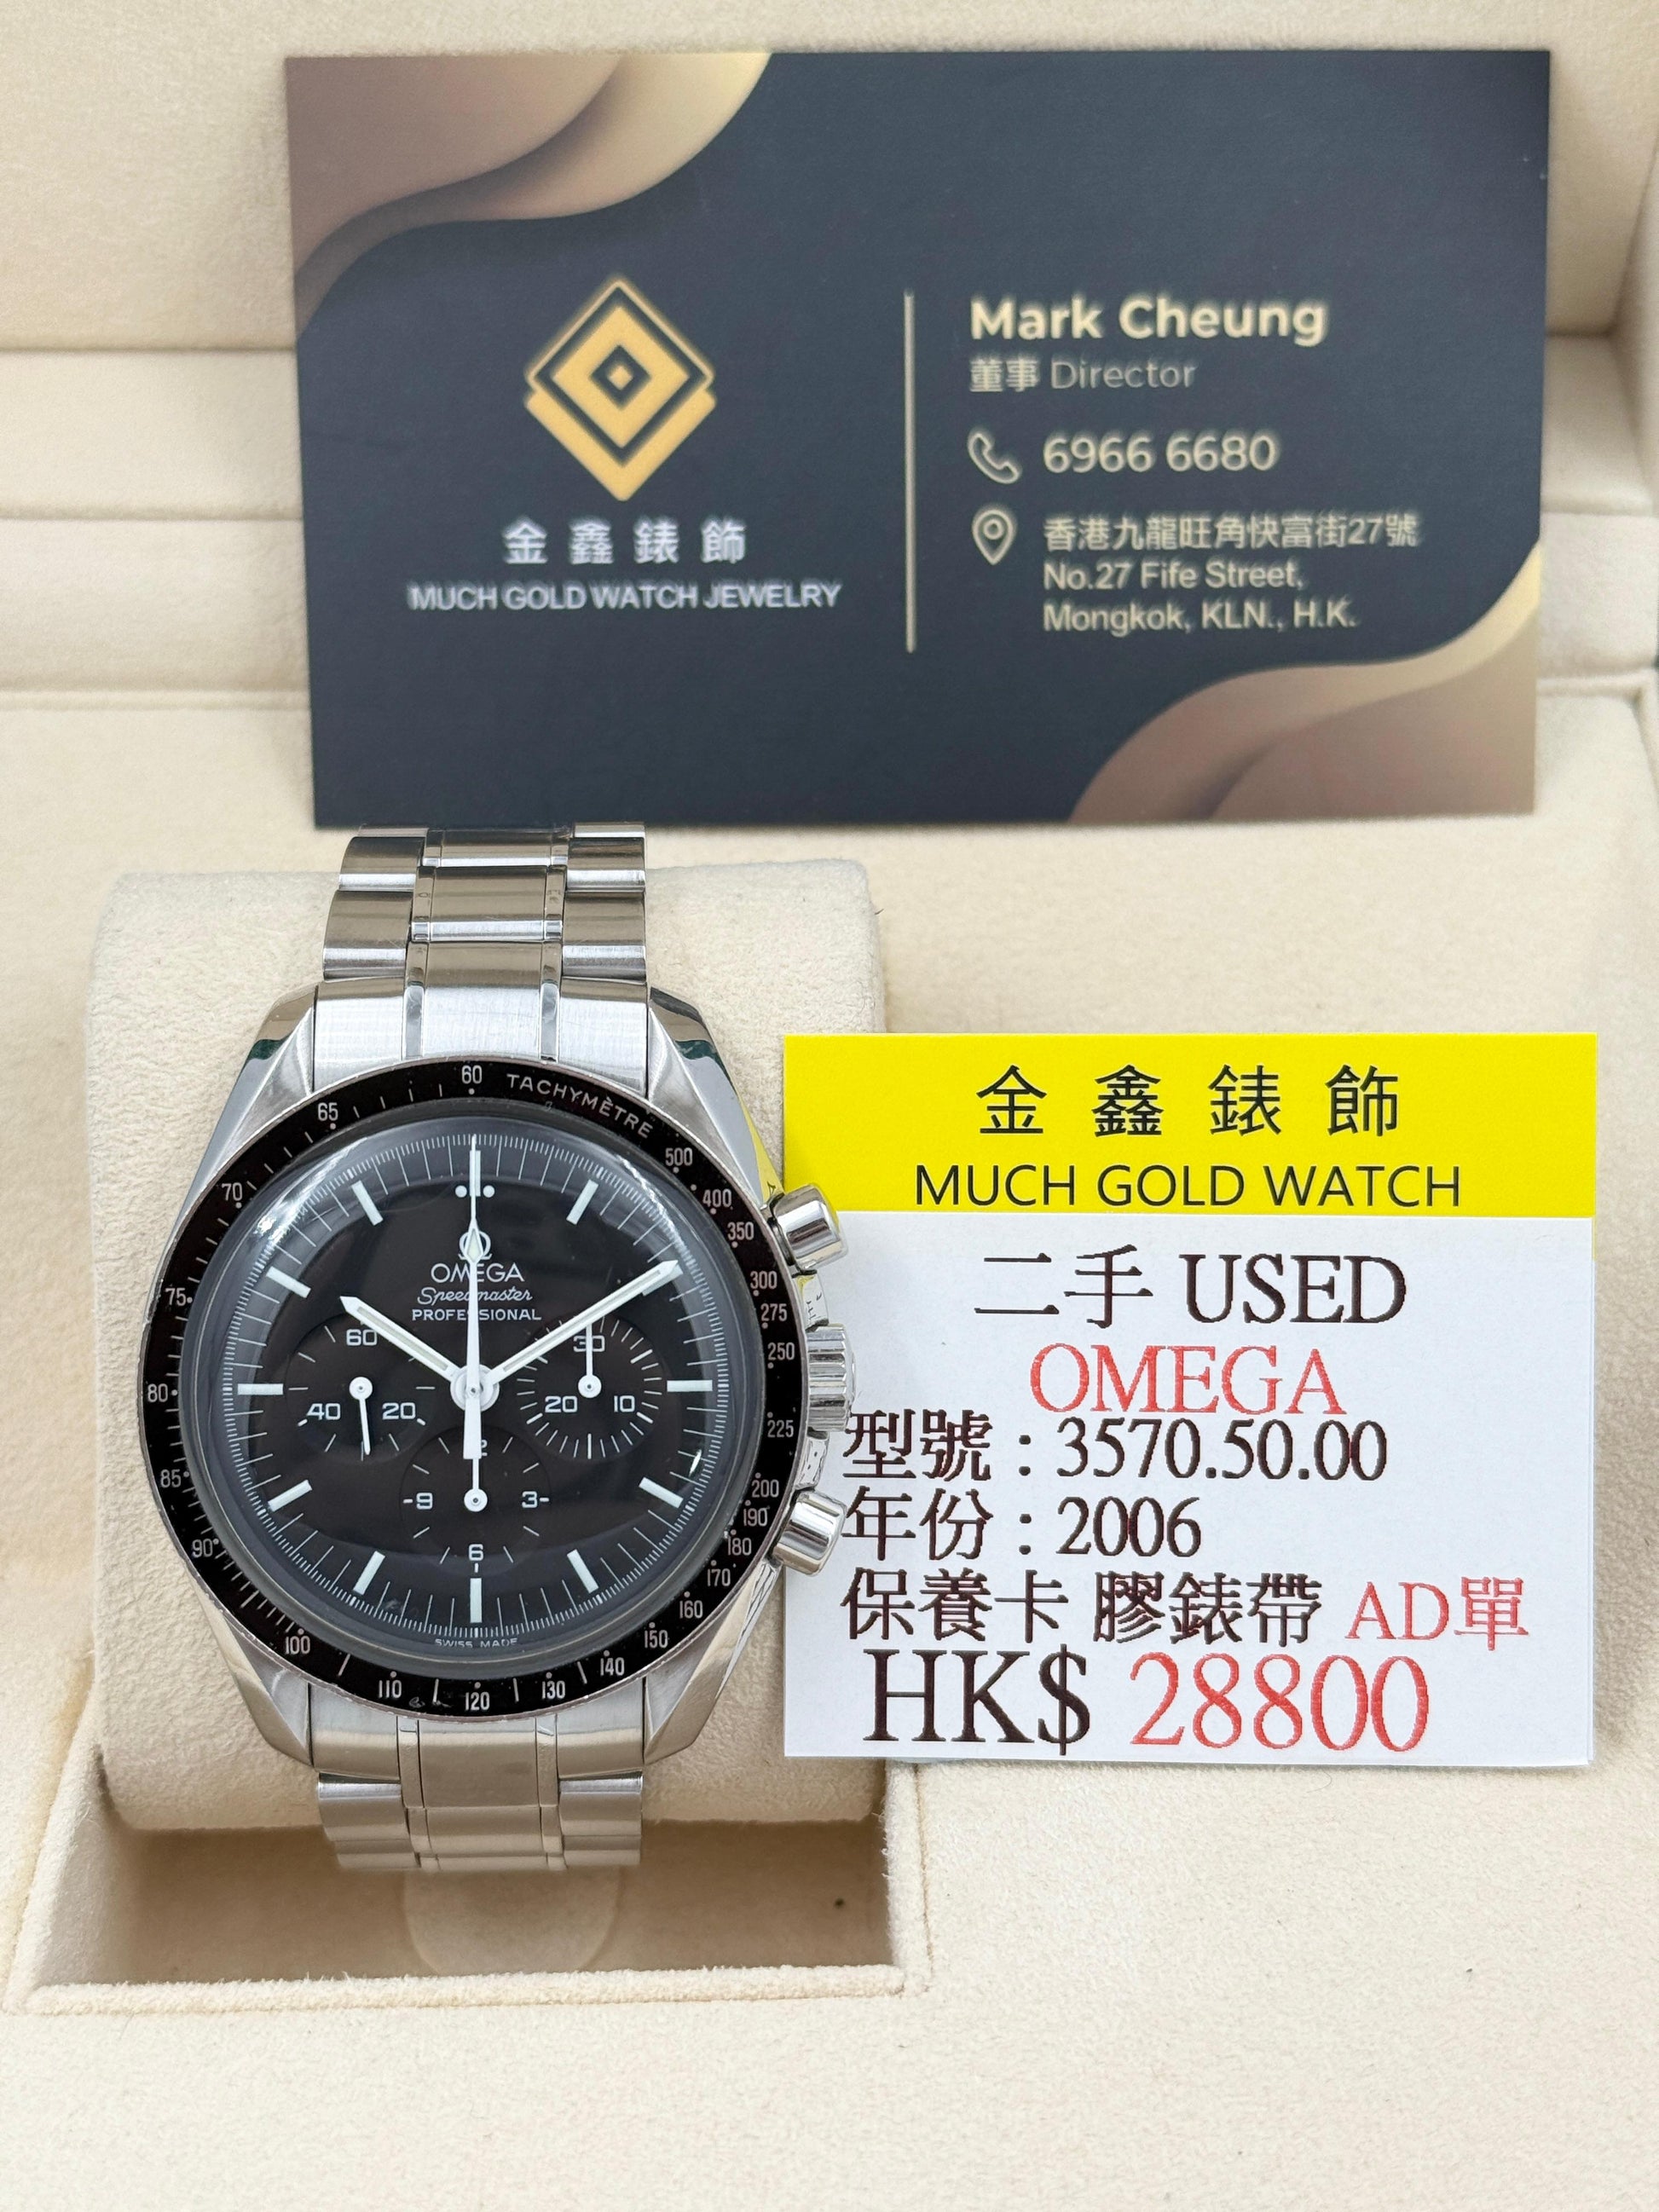 Mark Cheung
董事 Director
6966 6680
香港九龍旺角快富街27號
No.27 Fife Street,
Mongkok, KLN., H.K.
金鑫錶飾
MUCH GOLD WATCH JEWELRY
60 TACHYMÈTRE
500
400
350
300
275
250
225
200
190
180
170
160
150
140
130
120
110
100
90
85
80
75
70
65
OMEGA
Speedmaster
PROFESSIONAL
60
40 20
30
20 10
9 3
6
SWISS MADE
金鑫錶飾
MUCH GOLD WATCH
二手 USED
OMEGA
型號:3570.50.00
年份:2006
保養卡 膠錶帶 AD單
HK$ 28800